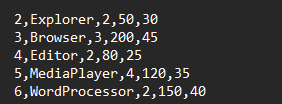 2,Explorer,2,50,30
3,Browser,3,200,45
4,Editor,2,80,25
5,MediaPlayer,4,120,35
6,WordProcessor,2,150,40